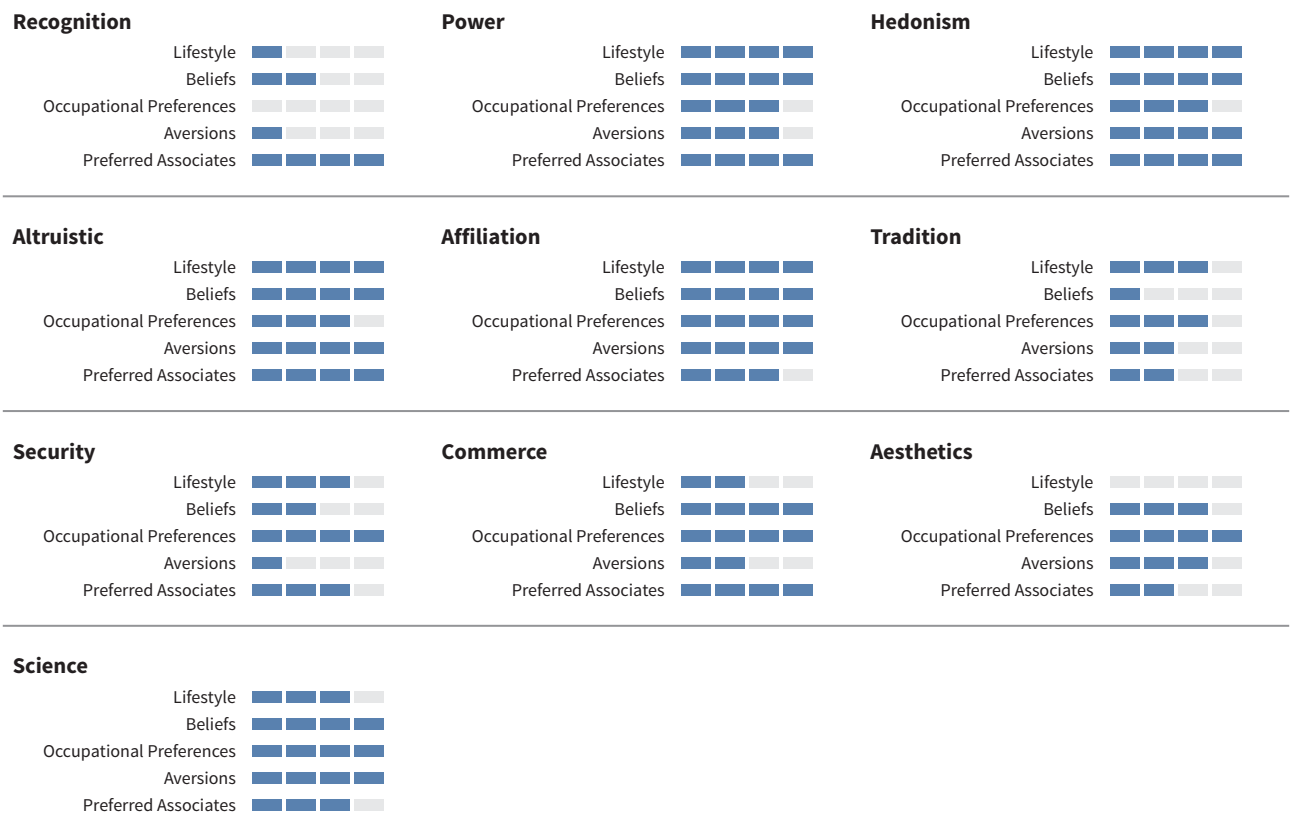 Recognition
Lifestyle
Beliefs
Occupational Preferences
Aversions
Preferred Associates
Power
Lifestyle
Beliefs
Occupational Preferences
Aversions
Preferred Associates
Hedonism
Lifestyle
Beliefs
Occupational Preferences
Aversions
Preferred Associates
Altruistic
Lifestyle
Beliefs
Occupational Preferences
Aversions
Preferred Associates
Affiliation
Lifestyle
Beliefs
Occupational Preferences
Aversions
Preferred Associates
Tradition
Lifestyle
Beliefs
Occupational Preferences
Aversions
Preferred Associates
Security
Lifestyle
Beliefs
Occupational Preferences
Aversions
Preferred Associates
Commerce
Lifestyle
Beliefs
Occupational Preferences
Aversions
Preferred Associates
Aesthetics
Lifestyle
Beliefs
Occupational Preferences
Aversions
Preferred Associates
Science
Lifestyle
Beliefs
Occupational Preferences
Aversions
Preferred Associates